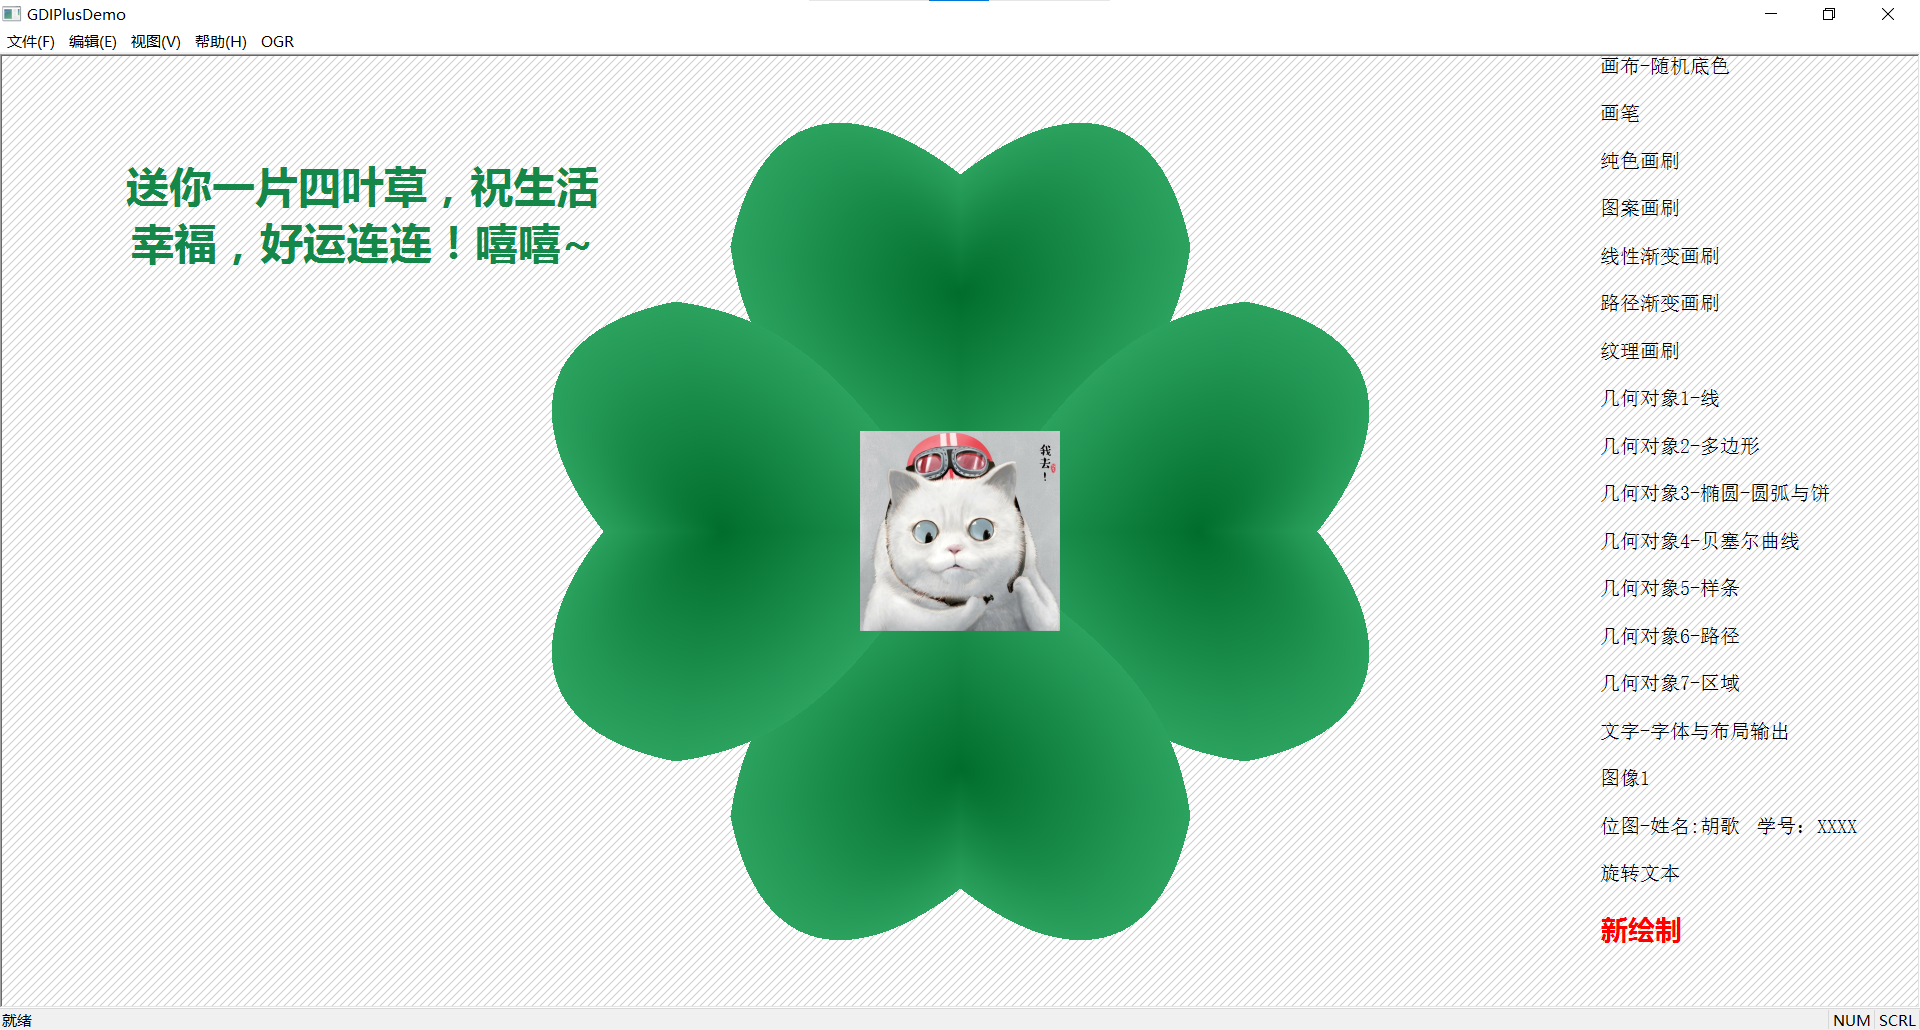 GDIPlusDemo
文件(F) 编辑(E) 视图(V) 帮助(H) OGR
送你一片四叶草，祝生活
幸福，好运连连！嘻嘻~
我去！
画布-随机底色
画笔
纯色画刷
图案画刷
线性渐变画刷
路径渐变画刷
纹理画刷
几何对象1-线
几何对象2-多边形
几何对象3-椭圆-圆弧与饼
几何对象4-贝塞尔曲线
几何对象5-样条
几何对象6-路径
几何对象7-区域
文字-字体与布局输出
图像1
位图-姓名:胡歌 学号：XXXX
旋转文本
新绘制
就绪
NUM SCRL